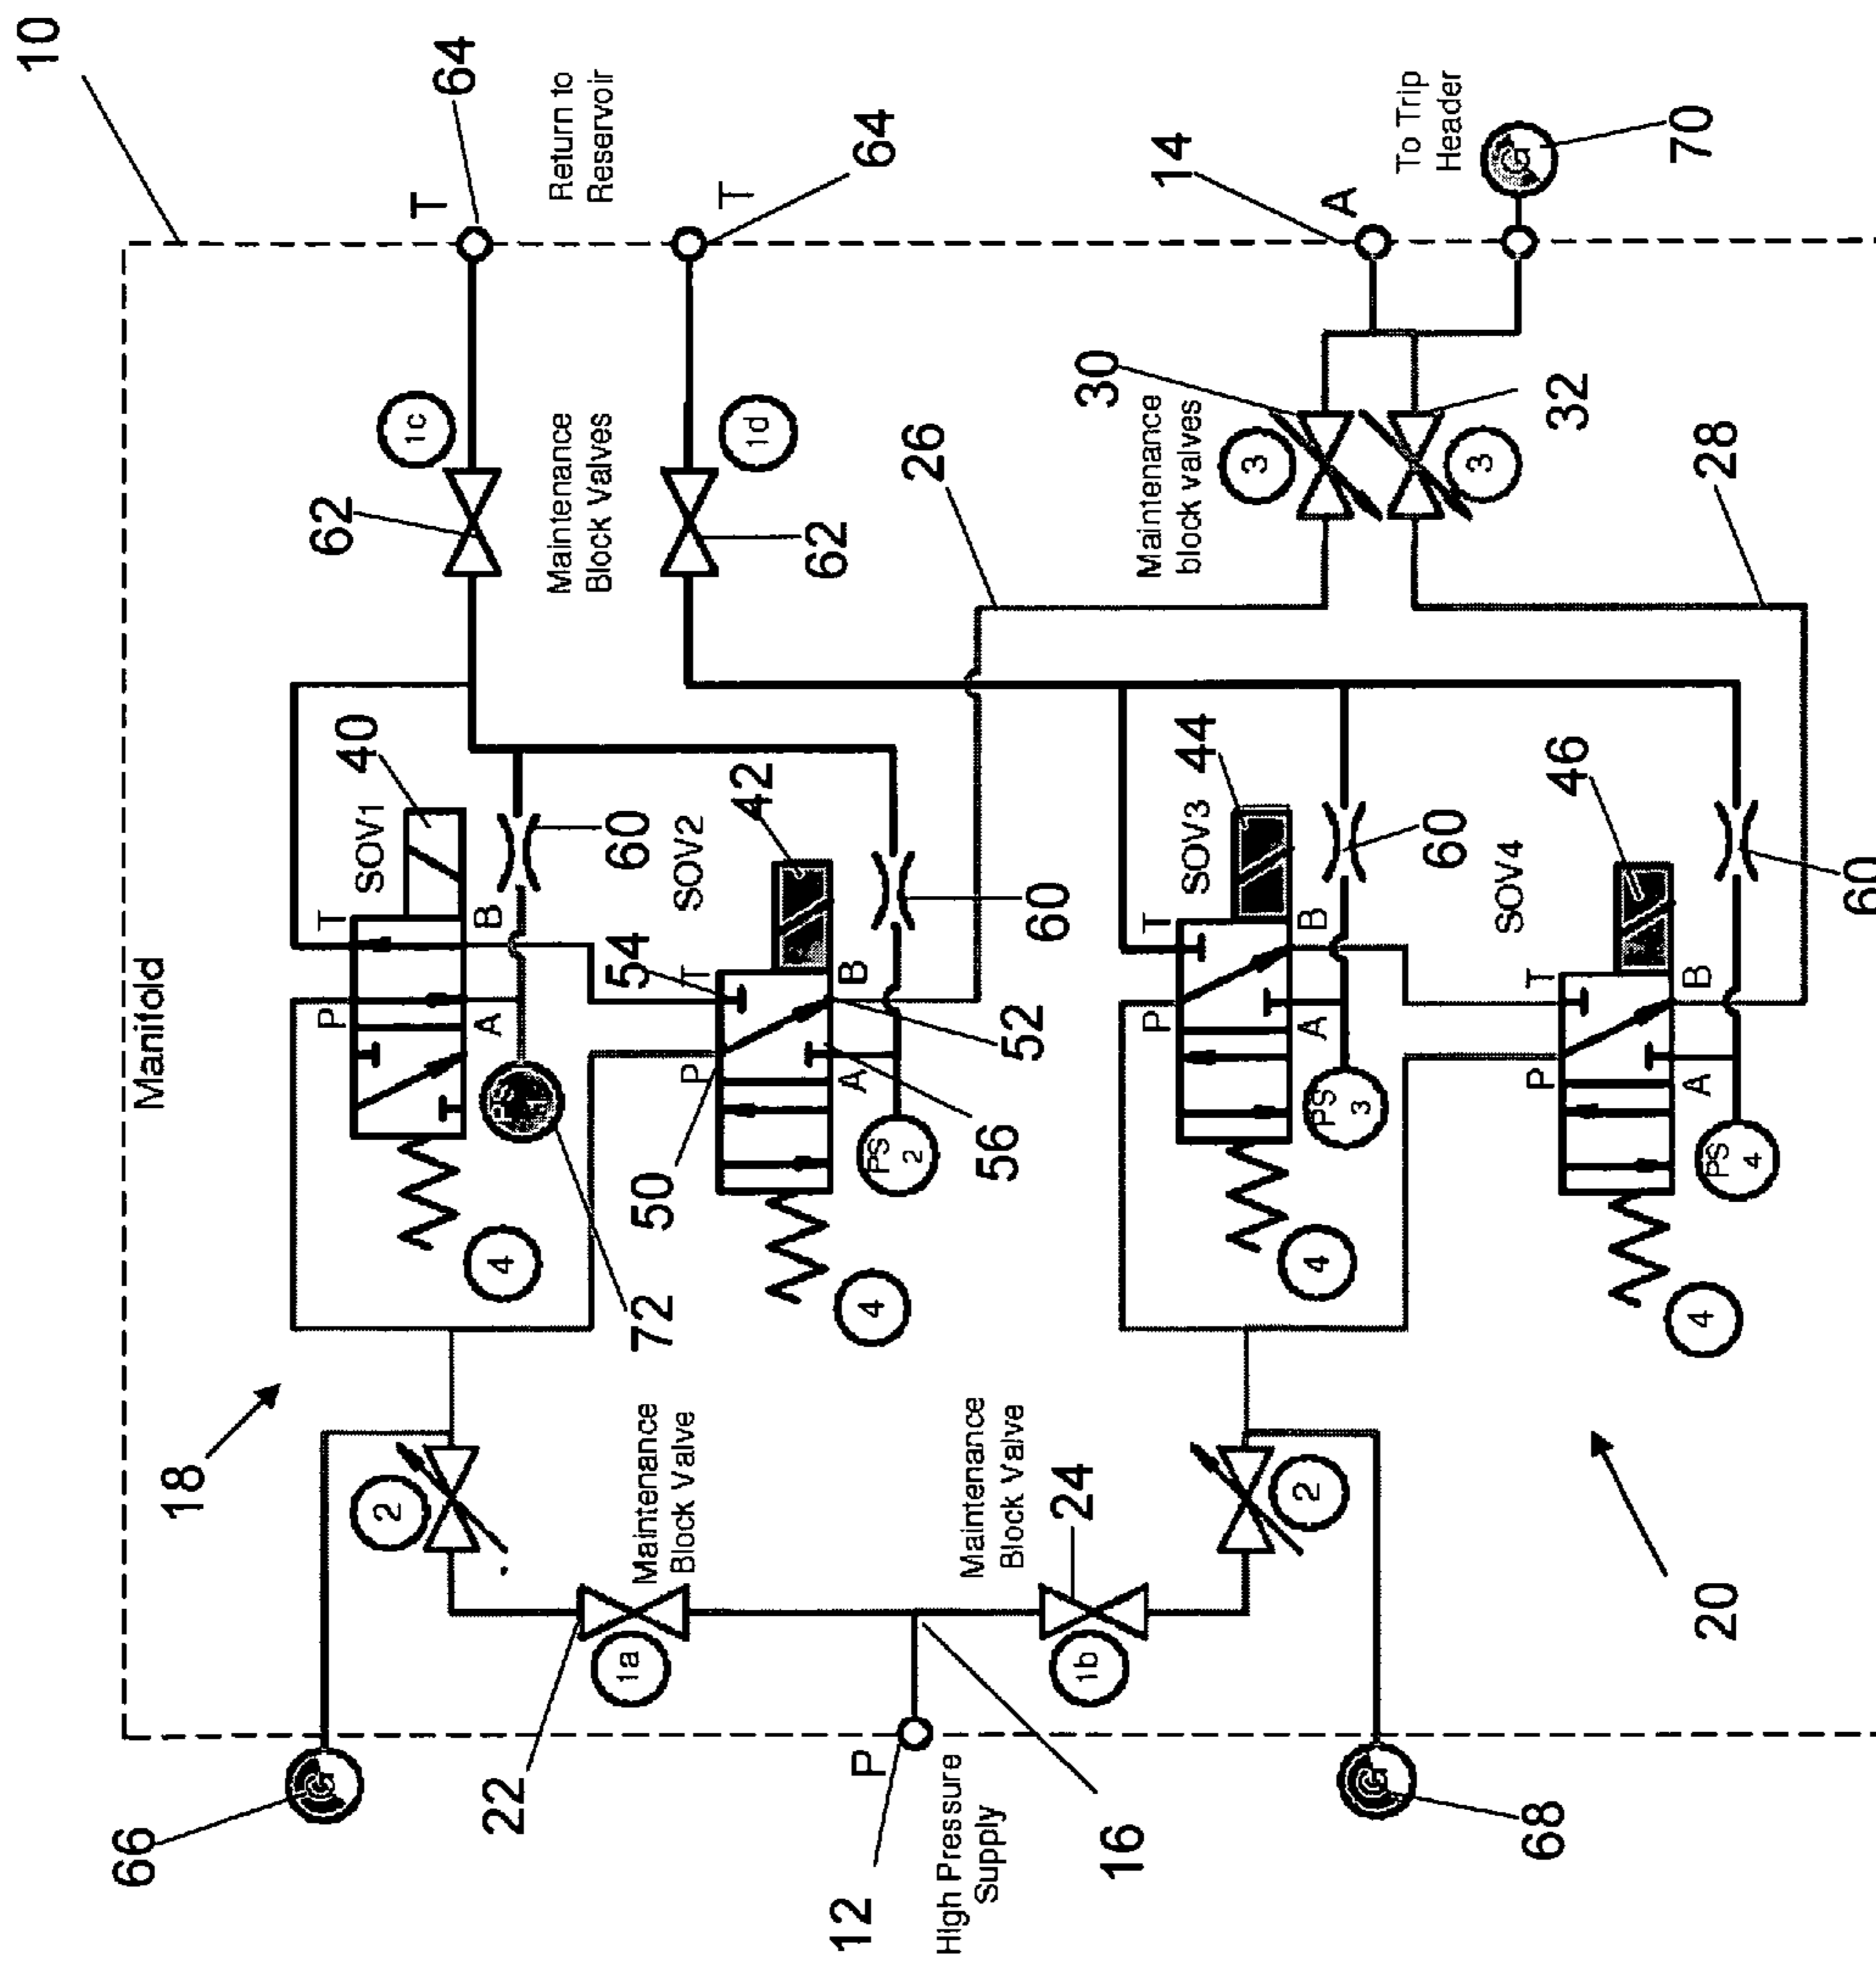 10
Manifold
T
64
Return to
Reservoir
T
64
1c
62
Maintenance
Block Valves
1d
62
14
A
To Trip
Header
G
70
30
Maintenance
block valves
3
3
32
26
28
SOV1
40
T
P
B
A
60
72
4
SOV2
42
54
T
P
B
A
52
50
56
60
PS
2
4
SOV3
44
T
P
B
A
60
PS
3
4
SOV4
46
T
P
B
A
60
PS
4
4
18
2
Maintenance
Block Valve
22
1a
Maintenance
Block Valve
24
1b
2
20
66
G
P
12
High Pressure
Supply
16
G
68